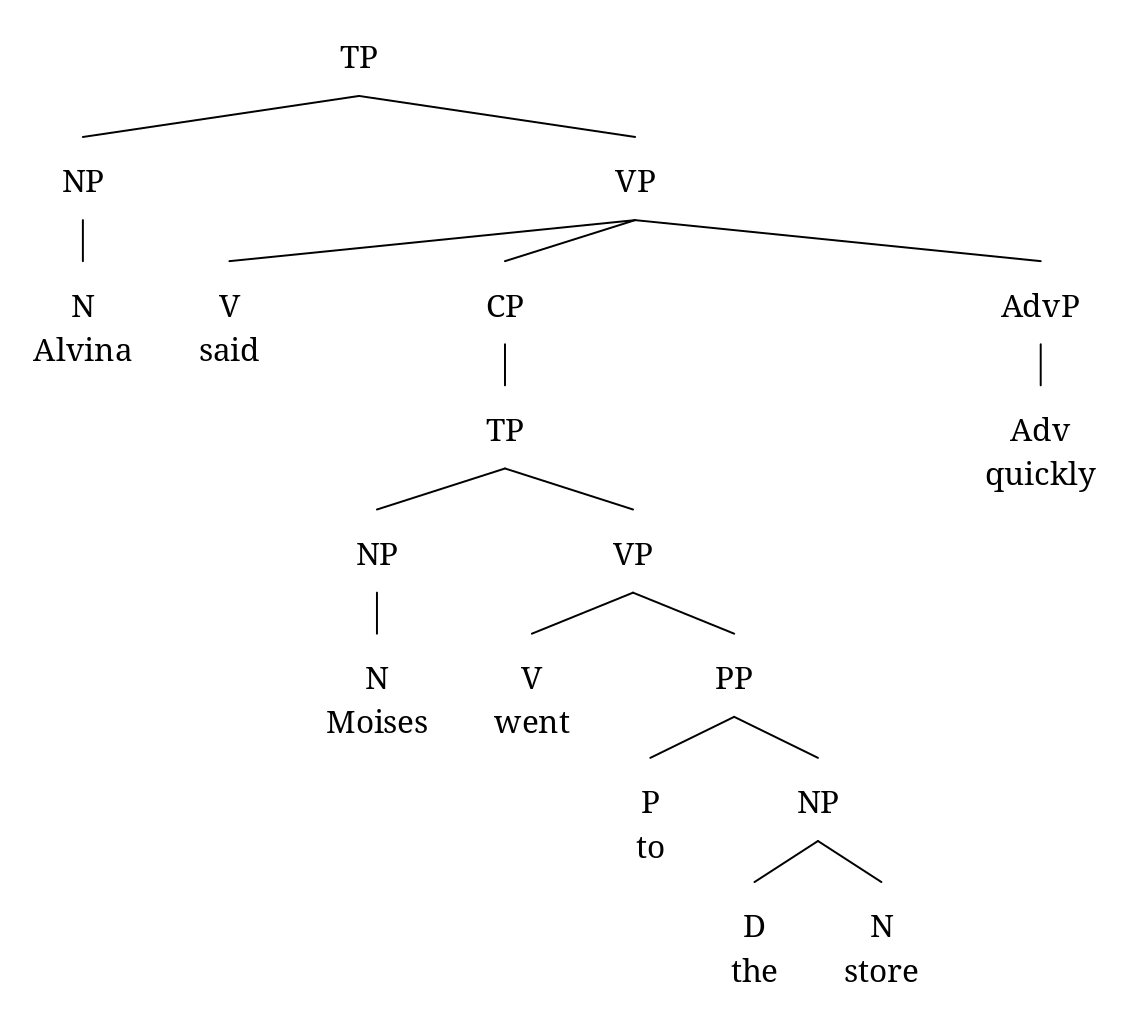 TP
NP VP
N V CP AdvP
Alvina said
TP Adv
quickly
NP VP
N V PP
Moises went
P NP
to
D N
the store